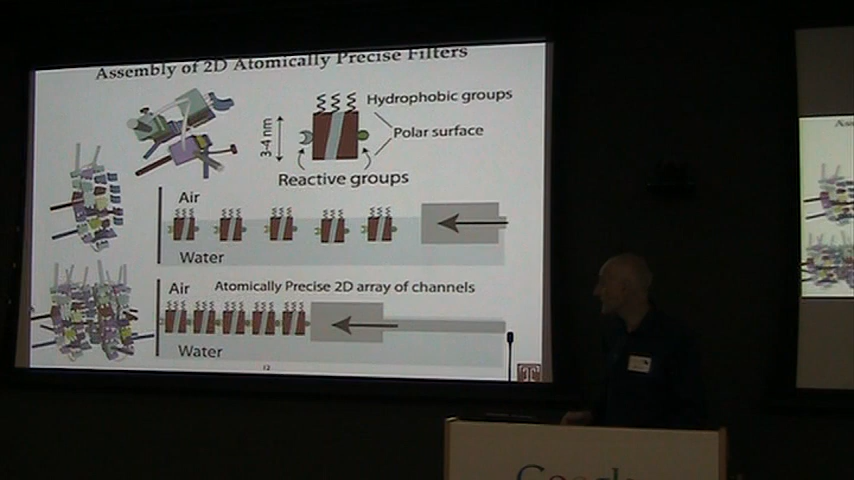 Assembly of 2D Atomically Precise Filters
Hydrophobic groups
3-4 nm
Polar surface
Reactive groups
Air
Water
Air
Atomically Precise 2D array of channels
Water
12
Google